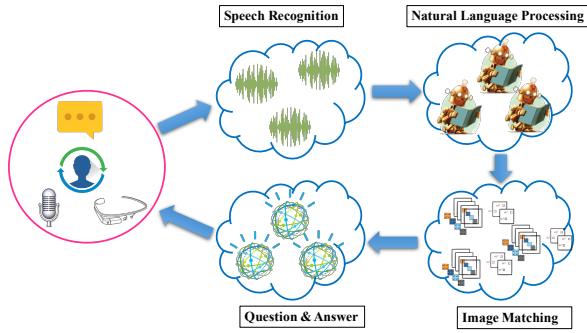 Speech Recognition
Natural Language Processing
Question & Answer
Image Matching